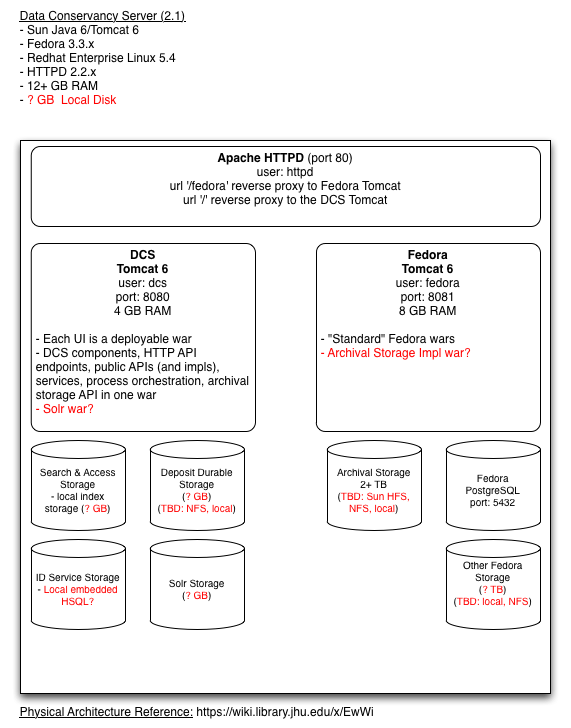 Data Conservancy Server (2.1)
- Sun Java 6/Tomcat 6
- Fedora 3.3.x
- Redhat Enterprise Linux 5.4
- HTTPD 2.2.x
- 12+ GB RAM
- ? GB  Local Disk
Apache HTTPD (port 80)
user: httpd
url '/fedora' reverse proxy to Fedora Tomcat
url '/' reverse proxy to the DCS Tomcat
DCS
Tomcat 6
user: dcs
port: 8080
4 GB RAM
- Each UI is a deployable war
- DCS components, HTTP API
endpoints, public APIs (and impls),
services, process orchestration, archival
storage API in one war
- Solr war?
Fedora
Tomcat 6
user: fedora
port: 8081
8 GB RAM
- "Standard" Fedora wars
- Archival Storage Impl war?
Search & Access
Storage
- local index
storage (? GB)
Deposit Durable
Storage
(? GB)
(TBD: NFS, local)
Archival Storage
2+ TB
(TBD: Sun HFS,
NFS, local)
Fedora
PostgreSQL
port: 5432
ID Service Storage
- Local embedded
HSQL?
Solr Storage
(? GB)
Other Fedora
Storage
(? TB)
(TBD: local, NFS)
Physical Architecture Reference: https://wiki.library.jhu.edu/x/EwWi